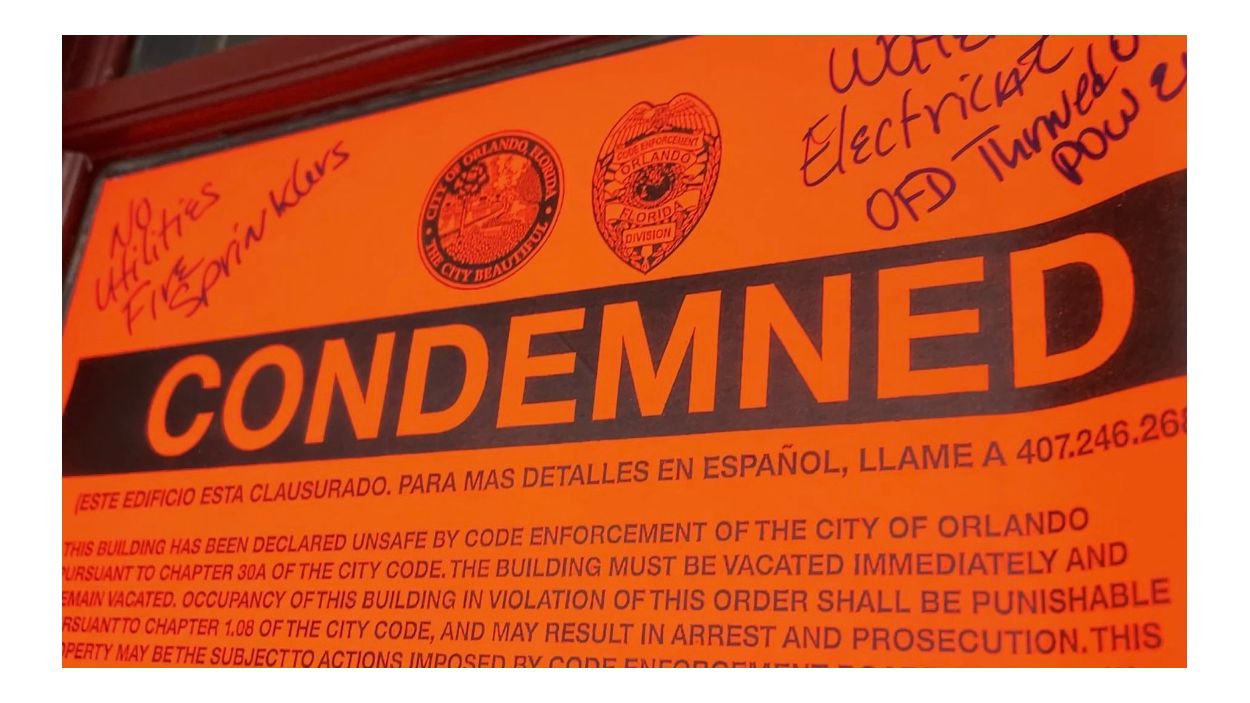 No
Utilities
Fire
Sprinklers
CITY OF ORLANDO, FLORIDA
THE CITY BEAUTIFUL
CODE ENFORCEMENT
ORLANDO
FLORIDA
DIVISION
Electrical
OFD Thrned
POW
CONDEMNED
(ESTE EDIFICIO ESTA CLAUSURADO. PARA MAS DETALLES EN ESPAÑOL, LLAME A 407.246.268
THIS BUILDING HAS BEEN DECLARED UNSAFE BY CODE ENFORCEMENT OF THE CITY OF ORLANDO
PURSUANT TO CHAPTER 30A OF THE CITY CODE. THE BUILDING MUST BE VACATED IMMEDIATELY AND
EMAIN VACATED. OCCUPANCY OF THIS BUILDING IN VIOLATION OF THIS ORDER SHALL BE PUNISHABLE
RSUANT TO CHAPTER 1.08 OF THE CITY CODE, AND MAY RESULT IN ARREST AND PROSECUTION. THIS
OPERTY MAY BE THE SUBJECT TO ACTIONS IMPOSED BY CODE ENFORCEMENT